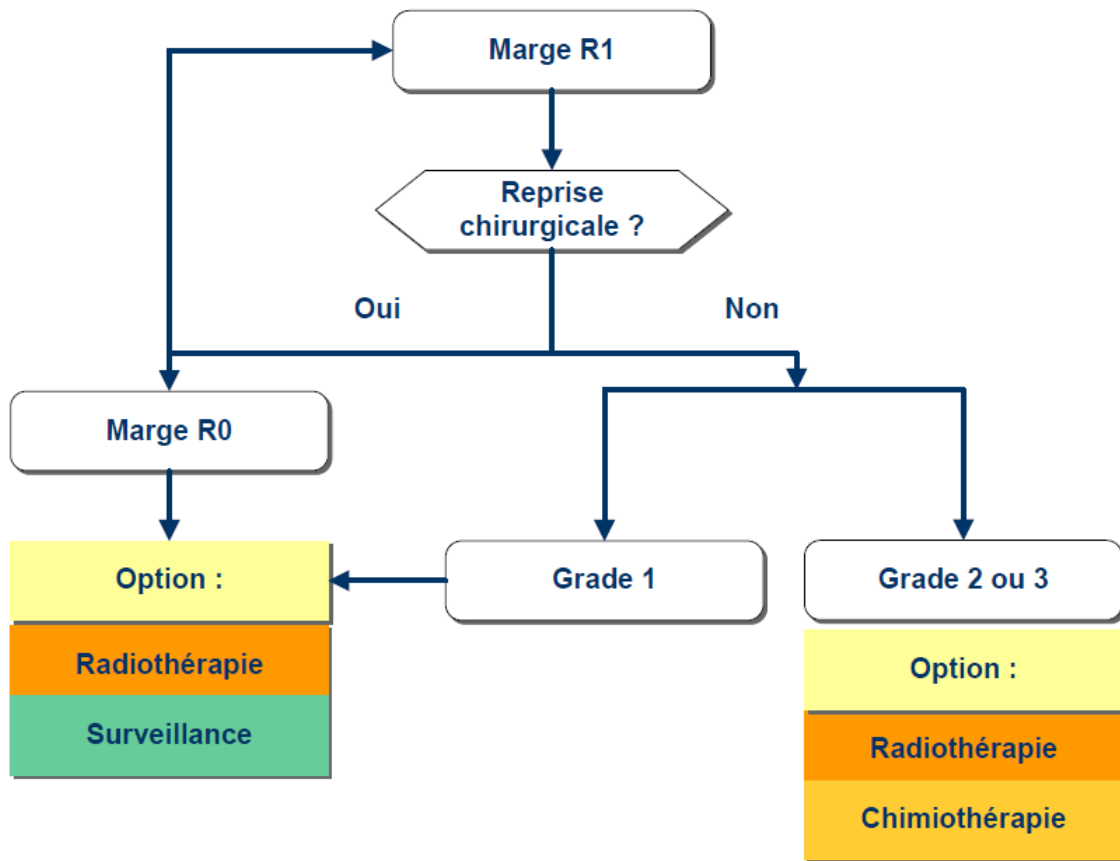 Marge R1
Reprise
chirurgicale ?
Oui
Non
Marge R0
Option :
Radiothérapie
Surveillance
Grade 1
Grade 2 ou 3
Option :
Radiothérapie
Chimiothérapie